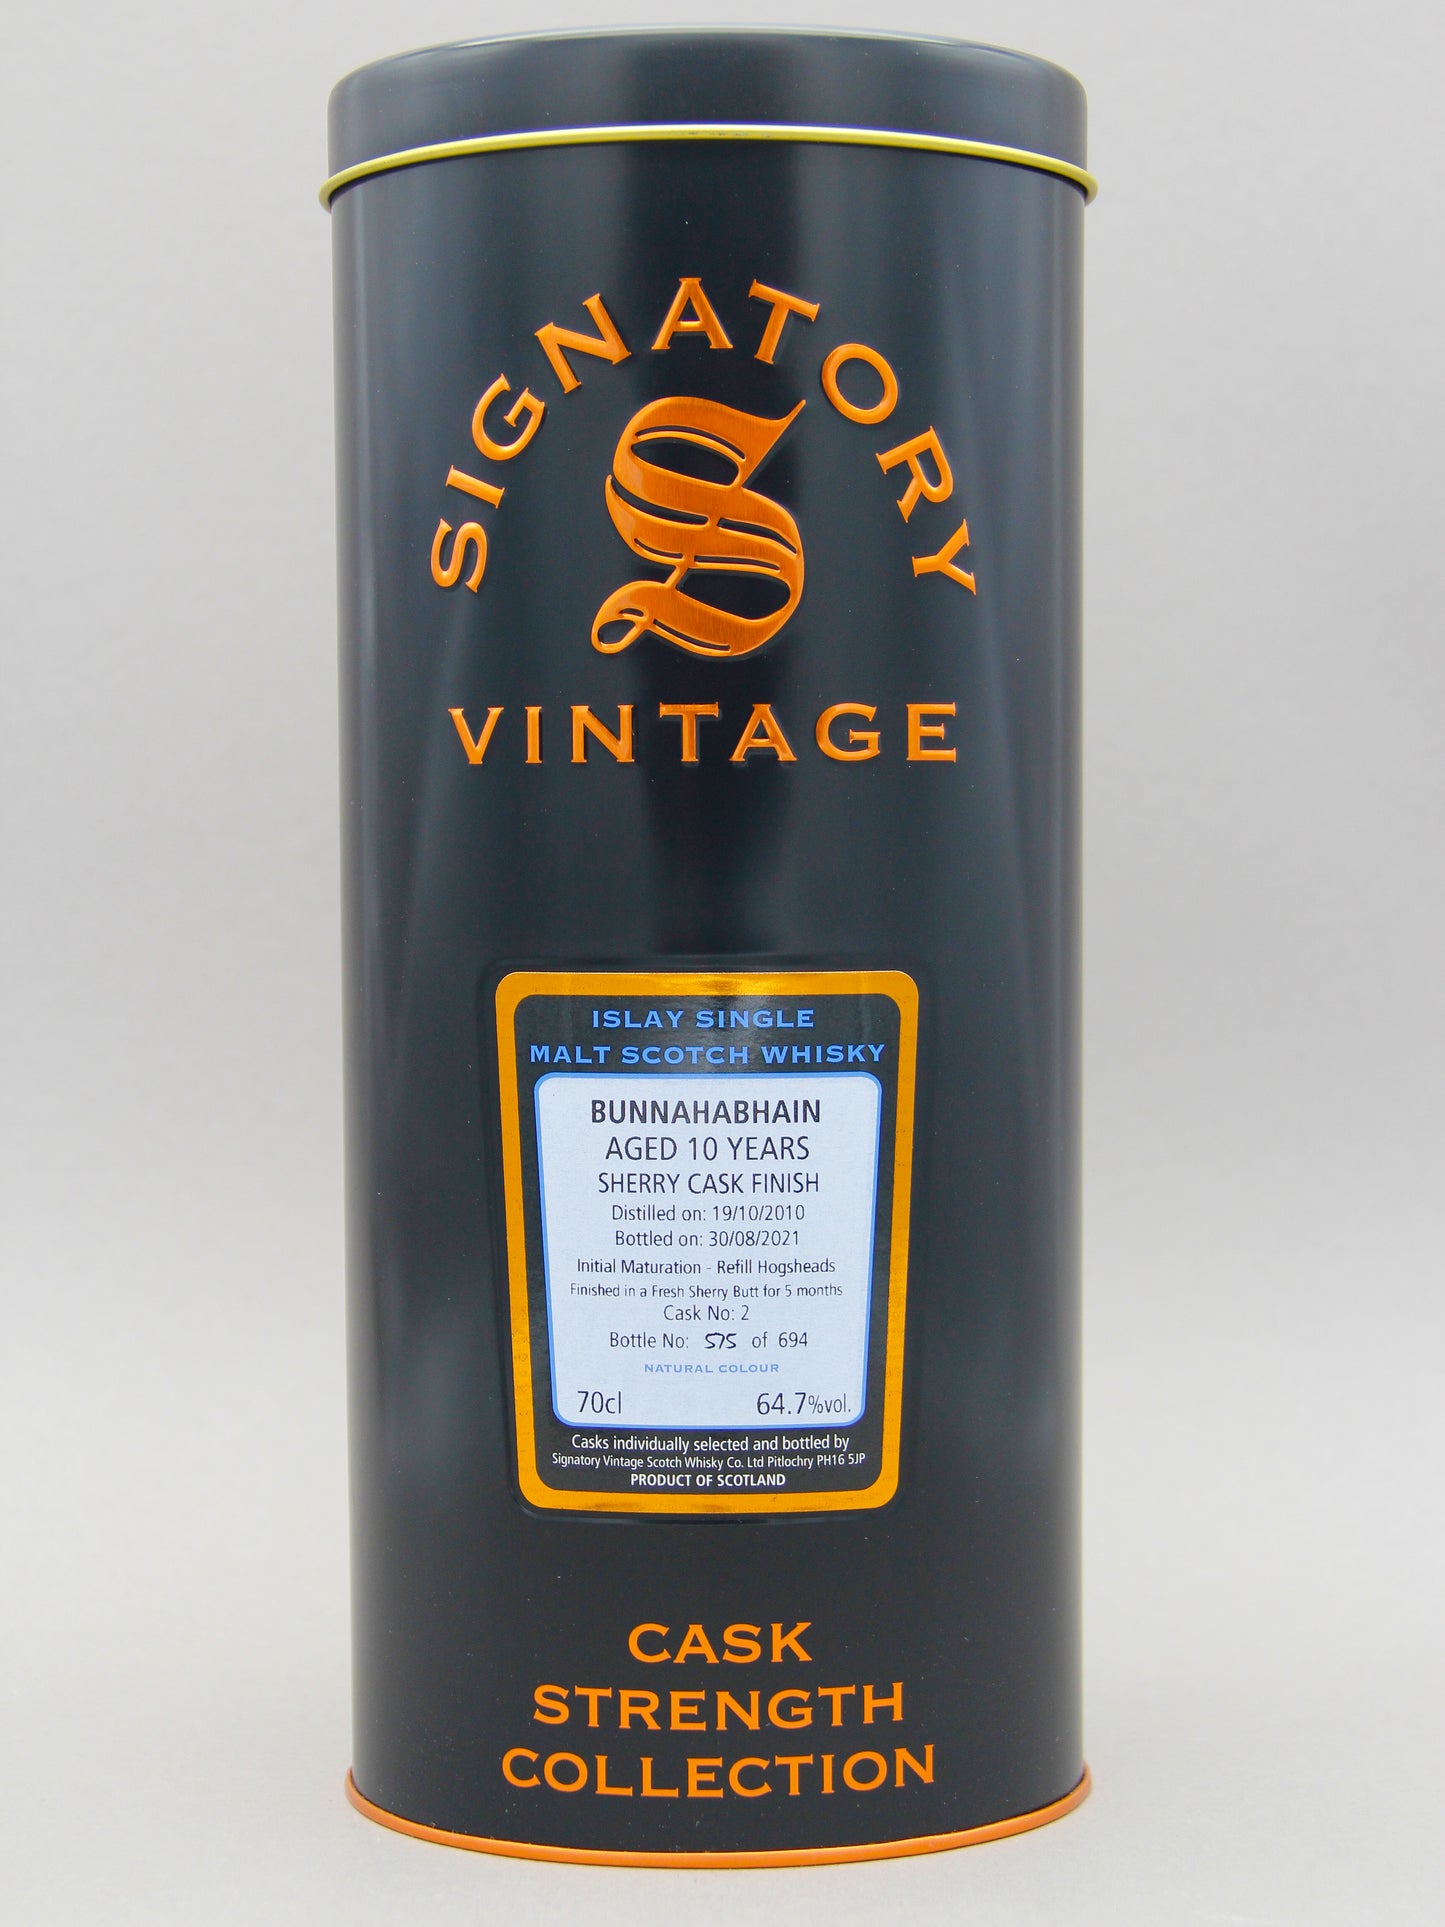 SIGNATORY
S
VINTAGE
ISLAY SINGLE
MALT SCOTCH WHISKY
BUNNAHABHAIN
AGED 10 YEARS
SHERRY CASK FINISH
Distilled on: 19/10/2010
Bottled on: 30/08/2021
Initial Maturation - Refill Hogsheads
Finished in a Fresh Sherry Butt for 5 months
Cask No: 2
Bottle No: 575 of 694
NATURAL COLOUR
70cl 64.7%vol.
Casks individually selected and bottled by
Signatory Vintage Scotch Whisky Co. Ltd Pitlochry PH16 5JP
PRODUCT OF SCOTLAND
CASK
STRENGTH
COLLECTION